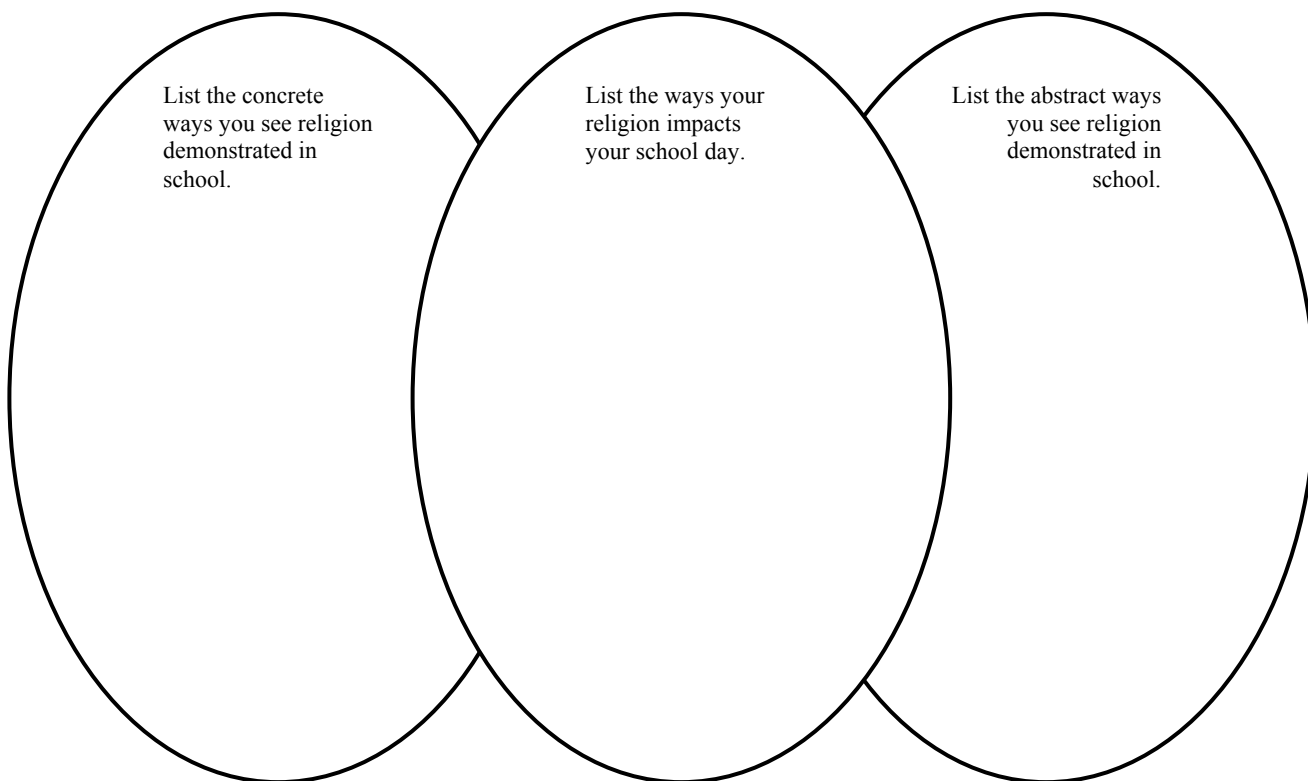 List the concrete
ways you see religion
demonstrated in
school.
List the ways your
religion impacts
your school day.
List the abstract ways
you see religion
demonstrated in
school.